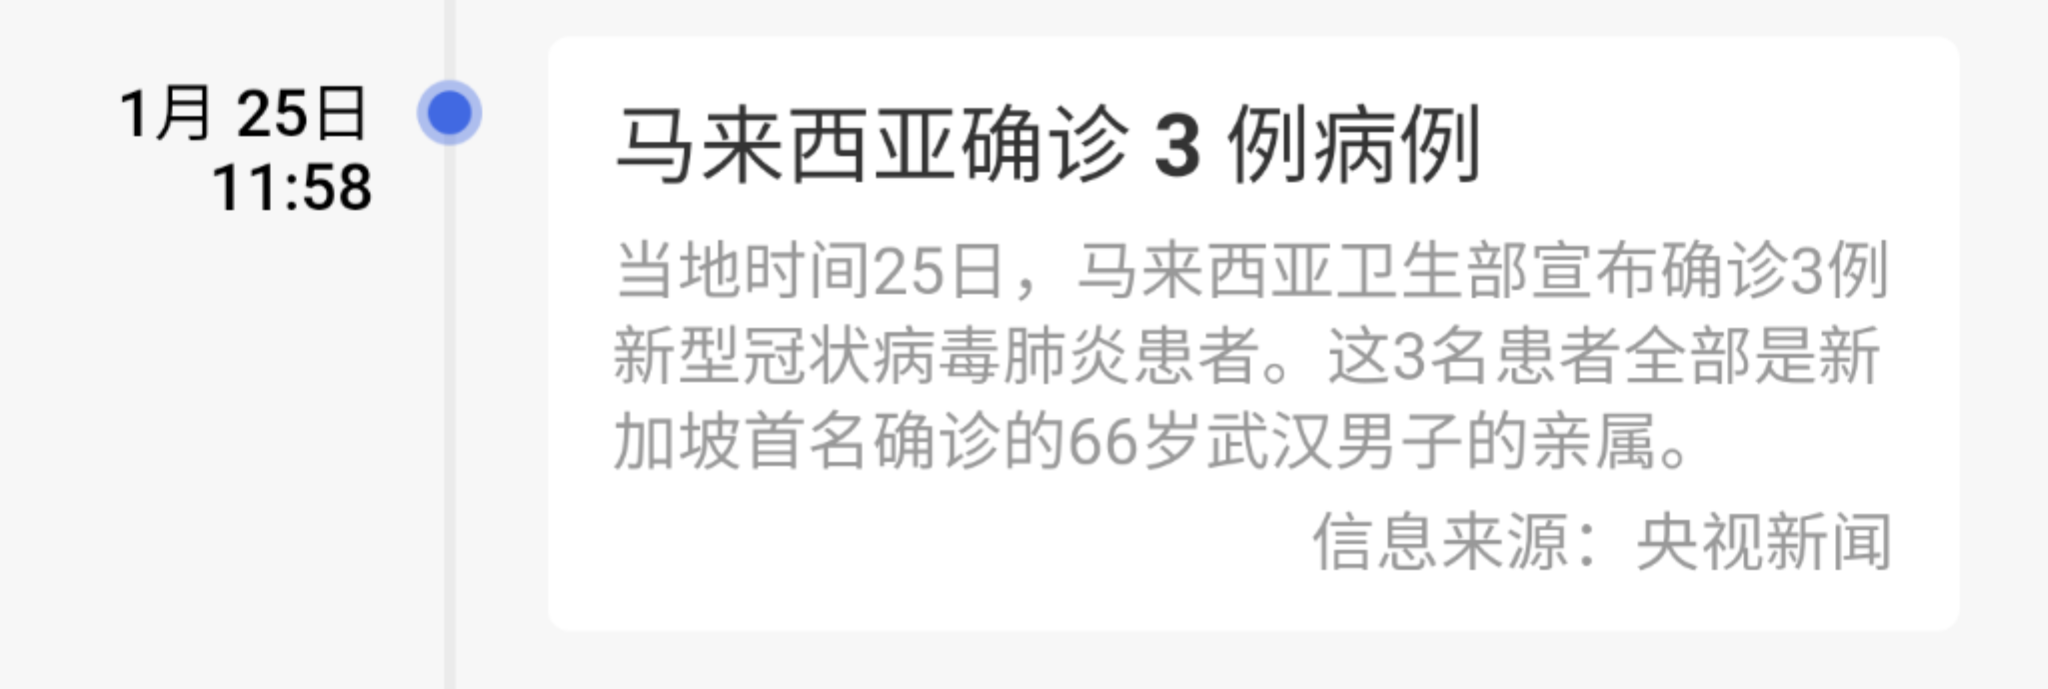 1月 25日
11:58
马来西亚确诊 3 例病例
当地时间25日，马来西亚卫生部宣布确诊3例
新型冠状病毒肺炎患者。这3名患者全部是新
加坡首名确诊的66岁武汉男子的亲属。
信息来源：央视新闻